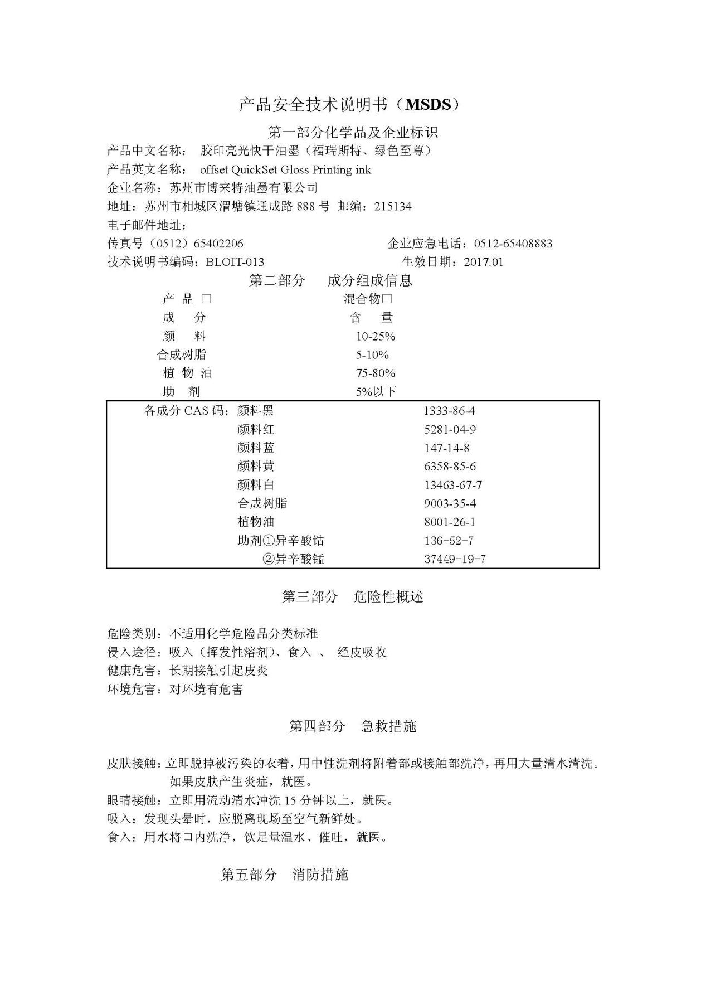 产品安全技术说明书（MSDS）
第一部分化学品及企业标识
产品中文名称： 胶印亮光快干油墨（福瑞斯特、绿色至尊）
产品英文名称： offset QuickSet Gloss Printing ink
企业名称：苏州市博来特油墨有限公司
地址：苏州市相城区渭塘镇通成路 888 号 邮编：215134
电子邮件地址：
传真号（0512）65402206 企业应急电话：0512-65408883
技术说明书编码：BLOIT-013 生效日期：2017.01
第二部分 成分组成信息
产 品 □ 混合物□
成 分 含 量
颜 料 10-25%
合成树脂 5-10%
植 物 油 75-80%
助 剂 5%以下
各成分 CAS 码：颜料黑 1333-86-4
颜料红 5281-04-9
颜料蓝 147-14-8
颜料黄 6358-85-6
颜料白 13463-67-7
合成树脂 9003-35-4
植物油 8001-26-1
助剂①异辛酸钴 136-52-7
②异辛酸锰 37449-19-7
第三部分 危险性概述
危险类别：不适用化学危险品分类标准
侵入途径：吸入（挥发性溶剂）、食入 、 经皮吸收
健康危害：长期接触引起皮炎
环境危害：对环境有危害
第四部分 急救措施
皮肤接触：立即脱掉被污染的衣着，用中性洗剂将附着部或接触部洗净，再用大量清水清洗。
如果皮肤产生炎症，就医。
眼睛接触：立即用流动清水冲洗 15 分钟以上，就医。
吸入：发现头晕时，应脱离现场至空气新鲜处。
食入：用水将口内洗净，饮足量温水、催吐，就医。
第五部分 消防措施